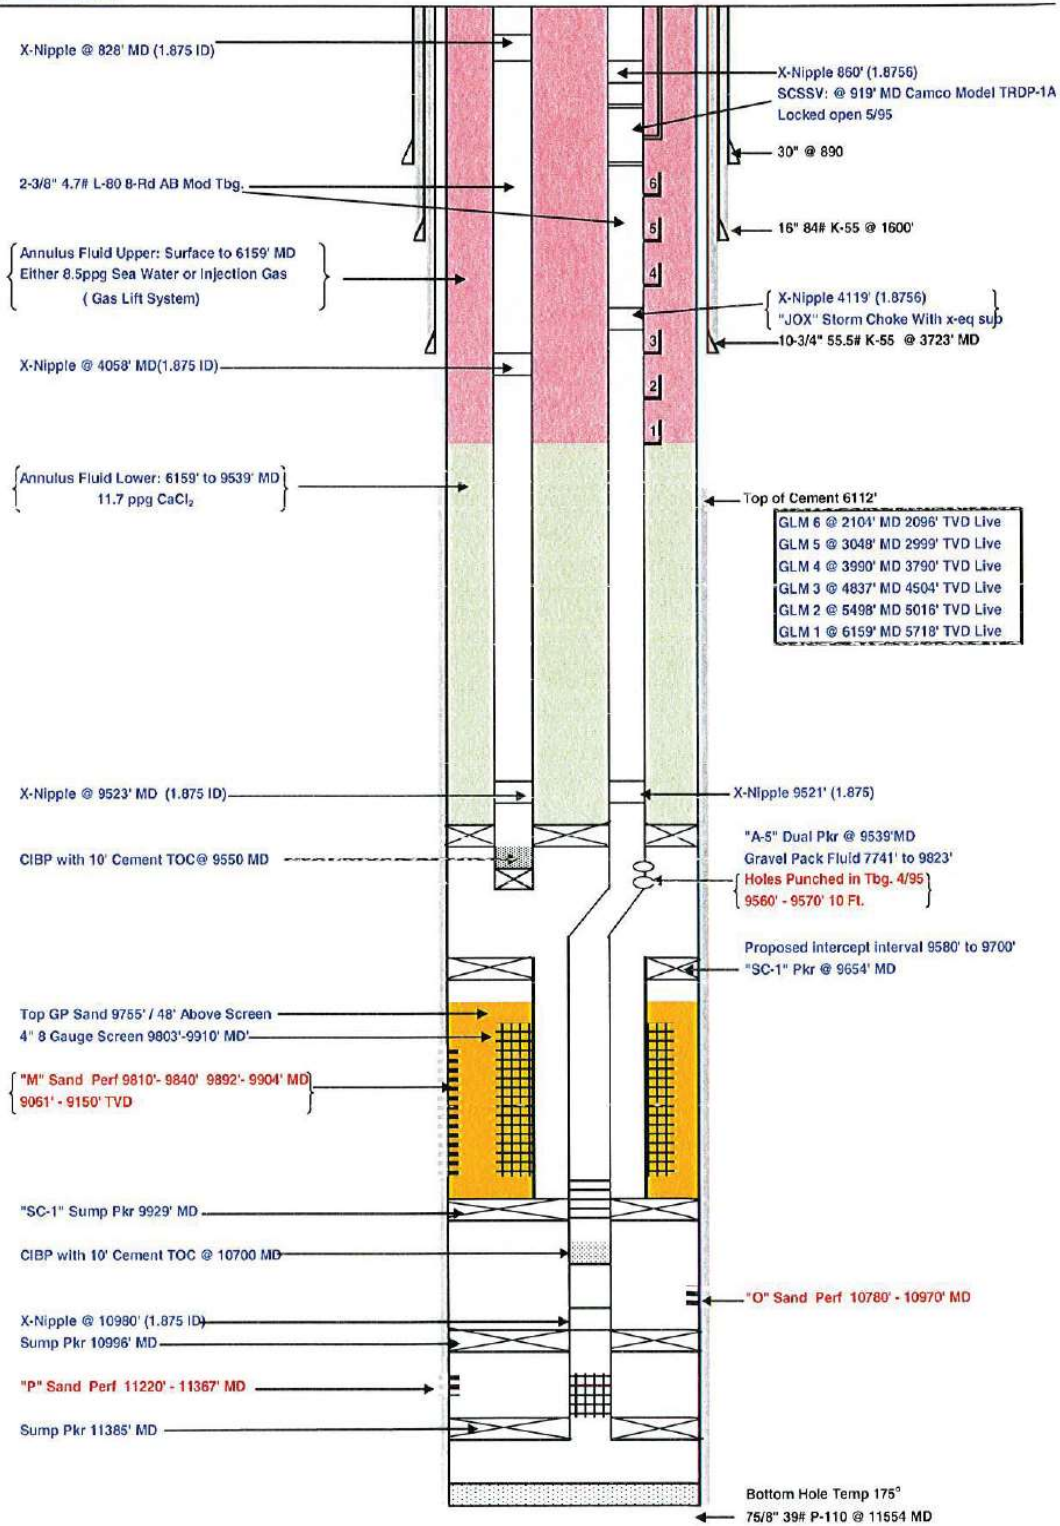 X-Nipple @ 828' MD (1.875 ID)
X-Nipple 860' (1.8756)
SCSSV: @ 919' MD Camco Model TRDP-1A
Locked open 5/95
30" @ 890
2-3/8" 4.7# L-80 8-Rd AB Mod Tbg.
6
16" 84# K-55 @ 1600'
5
Annulus Fluid Upper: Surface to 6159' MD
Either 8.5ppg Sea Water or Injection Gas
( Gas Lift System)
4
X-Nipple 4119' (1.8756)
"JOX" Storm Choke With x-eq sub
10-3/4" 55.5# K-55 @ 3723' MD
3
X-Nipple @ 4058' MD(1.875 ID)
2
1
Annulus Fluid Lower: 6159' to 9539' MD
11.7 ppg CaCl₂
Top of Cement 6112'
GLM 6 @ 2104' MD 2096' TVD Live
GLM 5 @ 3048' MD 2999' TVD Live
GLM 4 @ 3990' MD 3790' TVD Live
GLM 3 @ 4837' MD 4504' TVD Live
GLM 2 @ 5498' MD 5016' TVD Live
GLM 1 @ 6159' MD 5718' TVD Live
X-Nipple @ 9523' MD (1.875 ID)
X-Nipple 9521' (1.875)
"A-5" Dual Pkr @ 9539'MD
Gravel Pack Fluid 7741' to 9823'
CIBP with 10' Cement TOC@ 9550 MD
Holes Punched in Tbg. 4/95
9560' - 9570' 10 Ft.
Proposed intercept interval 9580' to 9700'
"SC-1" Pkr @ 9654' MD
Top GP Sand 9755' / 48' Above Screen
4" 8 Gauge Screen 9803'-9910' MD'
"M" Sand Perf 9810'- 9840' 9892'- 9904' MD
9061' - 9150' TVD
"SC-1" Sump Pkr 9929' MD
CIBP with 10' Cement TOC @ 10700 MD
"O" Sand Perf 10780' - 10970' MD
X-Nipple @ 10980' (1.875 ID)
Sump Pkr 10996' MD
"P" Sand Perf 11220' - 11367' MD
Sump Pkr 11385' MD
Bottom Hole Temp 175°
75/8" 39# P-110 @ 11554 MD